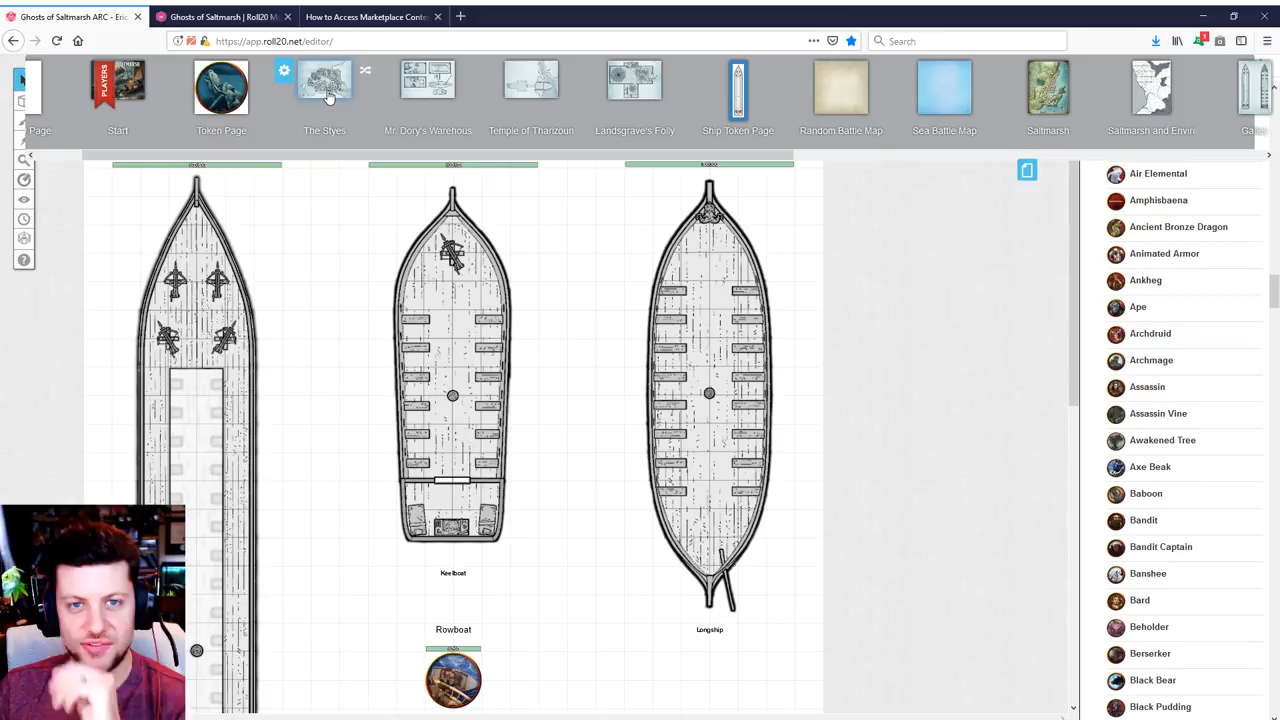 Ghosts of Saltmarsh ARC - Eric
Ghosts of Saltmarsh | Roll20 M
How to Access Marketplace Conte
https://app.roll20.net/editor/
Search
1
PLAYERS
SALTMARSH
Page
Start
Token Page
The Styes
Mr. Dory's Warehous
Temple of Tharizoun
Landsgrave's Folly
Ship Token Page
Random Battle Map
Sea Battle Map
Saltmarsh
Saltmarsh and Envir
Air Elemental
Amphisbaena
Ancient Bronze Dragon
Animated Armor
Ankheg
Ape
Archdruid
Archmage
Assassin
Assassin Vine
Awakened Tree
Axe Beak
Baboon
Bandit
Bandit Captain
Banshee
Bard
Beholder
Berserker
Black Bear
Black Pudding
Keelboat
Rowboat
Longship